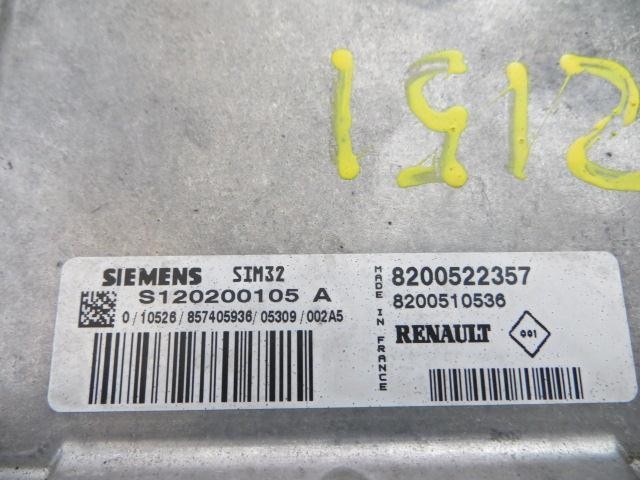 1512
SIEMENS SIM32
S120200105 A
0/10526/857405936/05309/002A5
MADE IN FRANCE
8200522357
8200510536
RENAULT 001